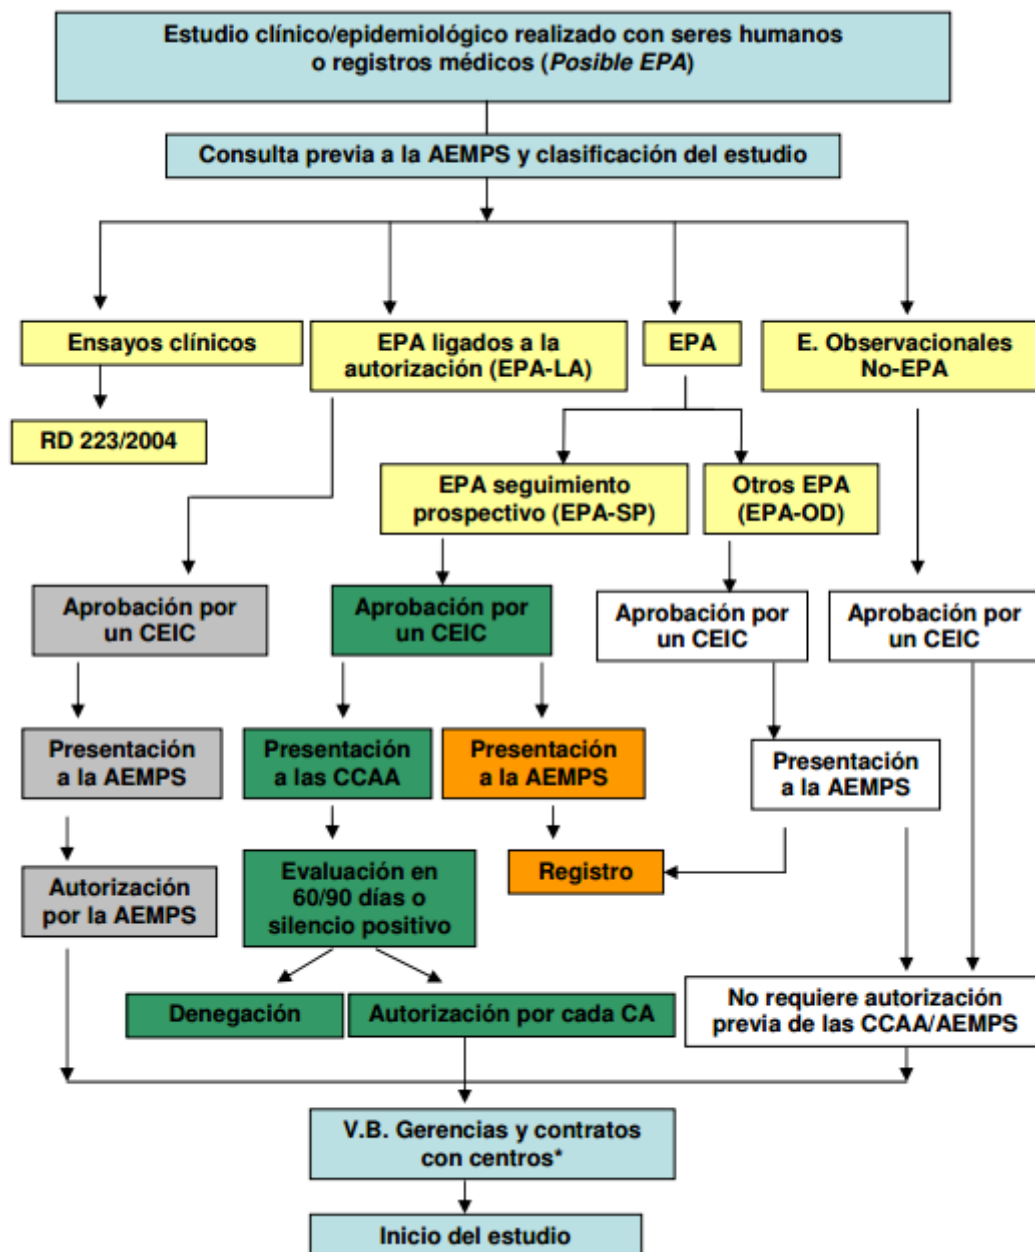 Estudio clínico/epidemiológico realizado con seres humanos
o registros médicos (Posible EPA)
Consulta previa a la AEMPS y clasificación del estudio
Ensayos clínicos
EPA ligados a la
autorización (EPA-LA)
EPA
E. Observacionales
No-EPA
RD 223/2004
EPA seguimiento
prospectivo (EPA-SP)
Otros EPA
(EPA-OD)
Aprobación por
un CEIC
Aprobación por
un CEIC
Aprobación por
un CEIC
Aprobación por
un CEIC
Presentación
a la AEMPS
Presentación
a las CCAA
Presentación
a la AEMPS
Presentación
a la AEMPS
Autorización
por la AEMPS
Evaluación en
60/90 días o
silencio positivo
Registro
Denegación
Autorización por cada CA
No requiere autorización
previa de las CCAA/AEMPS
V.B. Gerencias y contratos
con centros*
Inicio del estudio